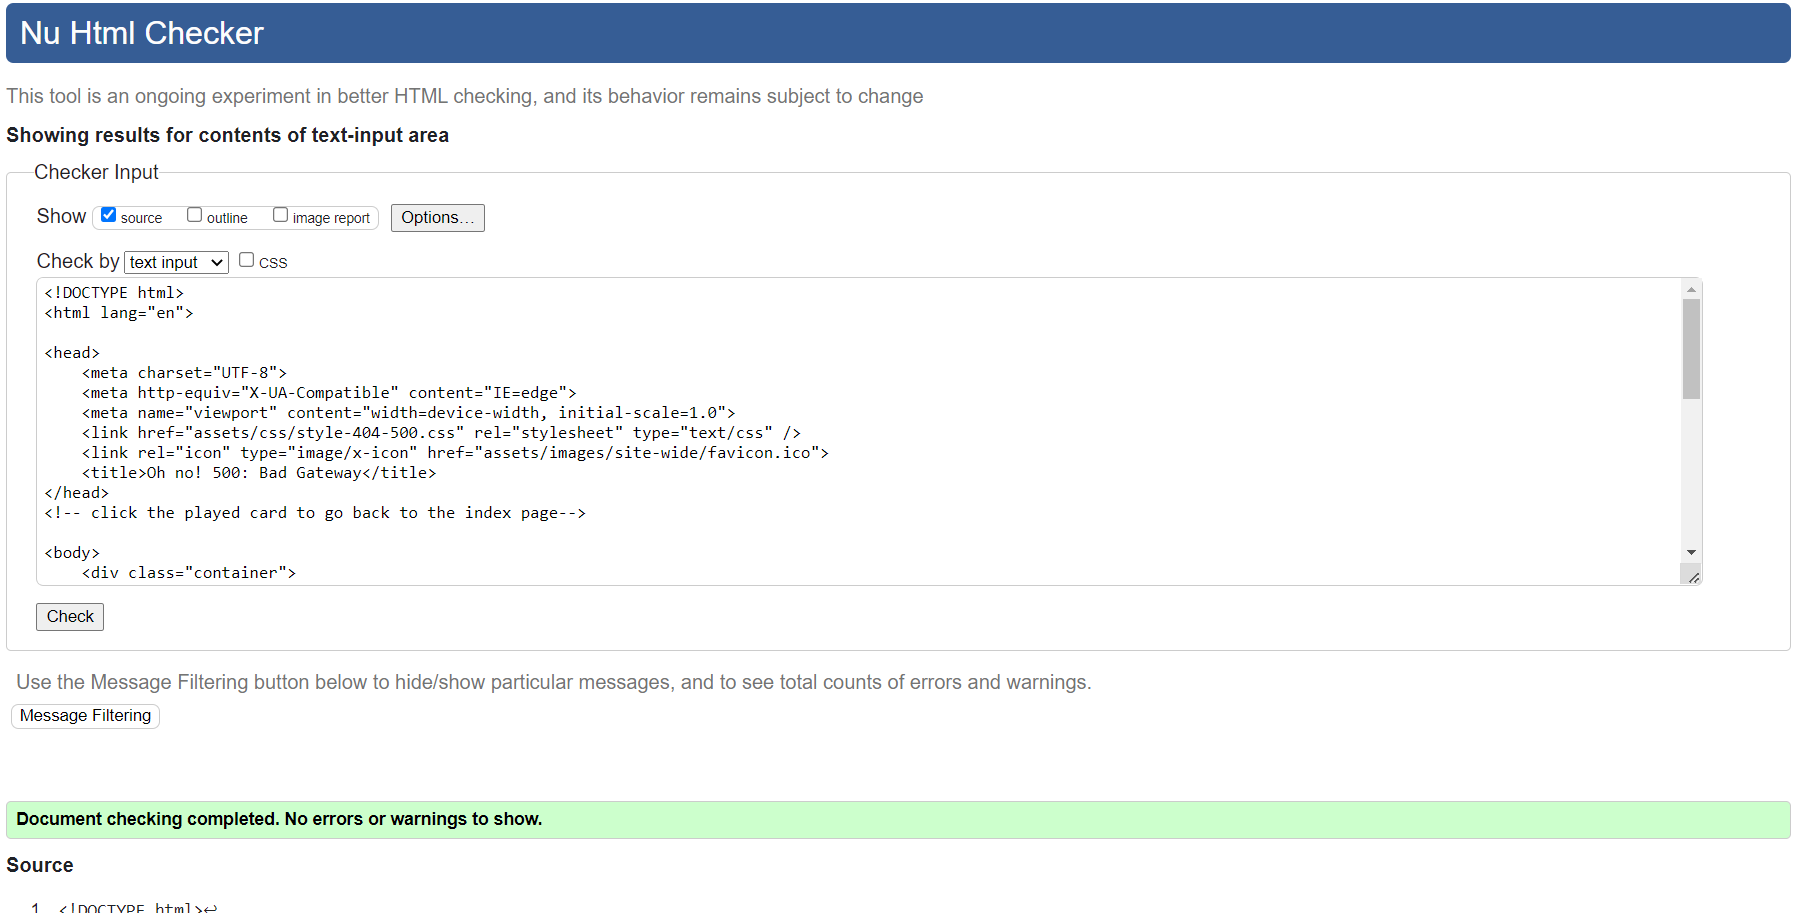 Nu Html Checker
This tool is an ongoing experiment in better HTML checking, and its behavior remains subject to change
Showing results for contents of text-input area
Checker Input
Show source outline image report Options...
Check by text input CSS
<!DOCTYPE html>
<html lang="en">
<head>
    <meta charset="UTF-8">
    <meta http-equiv="X-UA-Compatible" content="IE=edge">
    <meta name="viewport" content="width=device-width, initial-scale=1.0">
    <link href="assets/css/style-404-500.css" rel="stylesheet" type="text/css" />
    <link rel="icon" type="image/x-icon" href="assets/images/site-wide/favicon.ico">
    <title>Oh no! 500: Bad Gateway</title>
</head>
<!-- click the played card to go back to the index page-->
<body>
    <div class="container">
Check
Use the Message Filtering button below to hide/show particular messages, and to see total counts of errors and warnings.
Message Filtering
Document checking completed. No errors or warnings to show.
Source
1. <!DOCTYPE html>↩